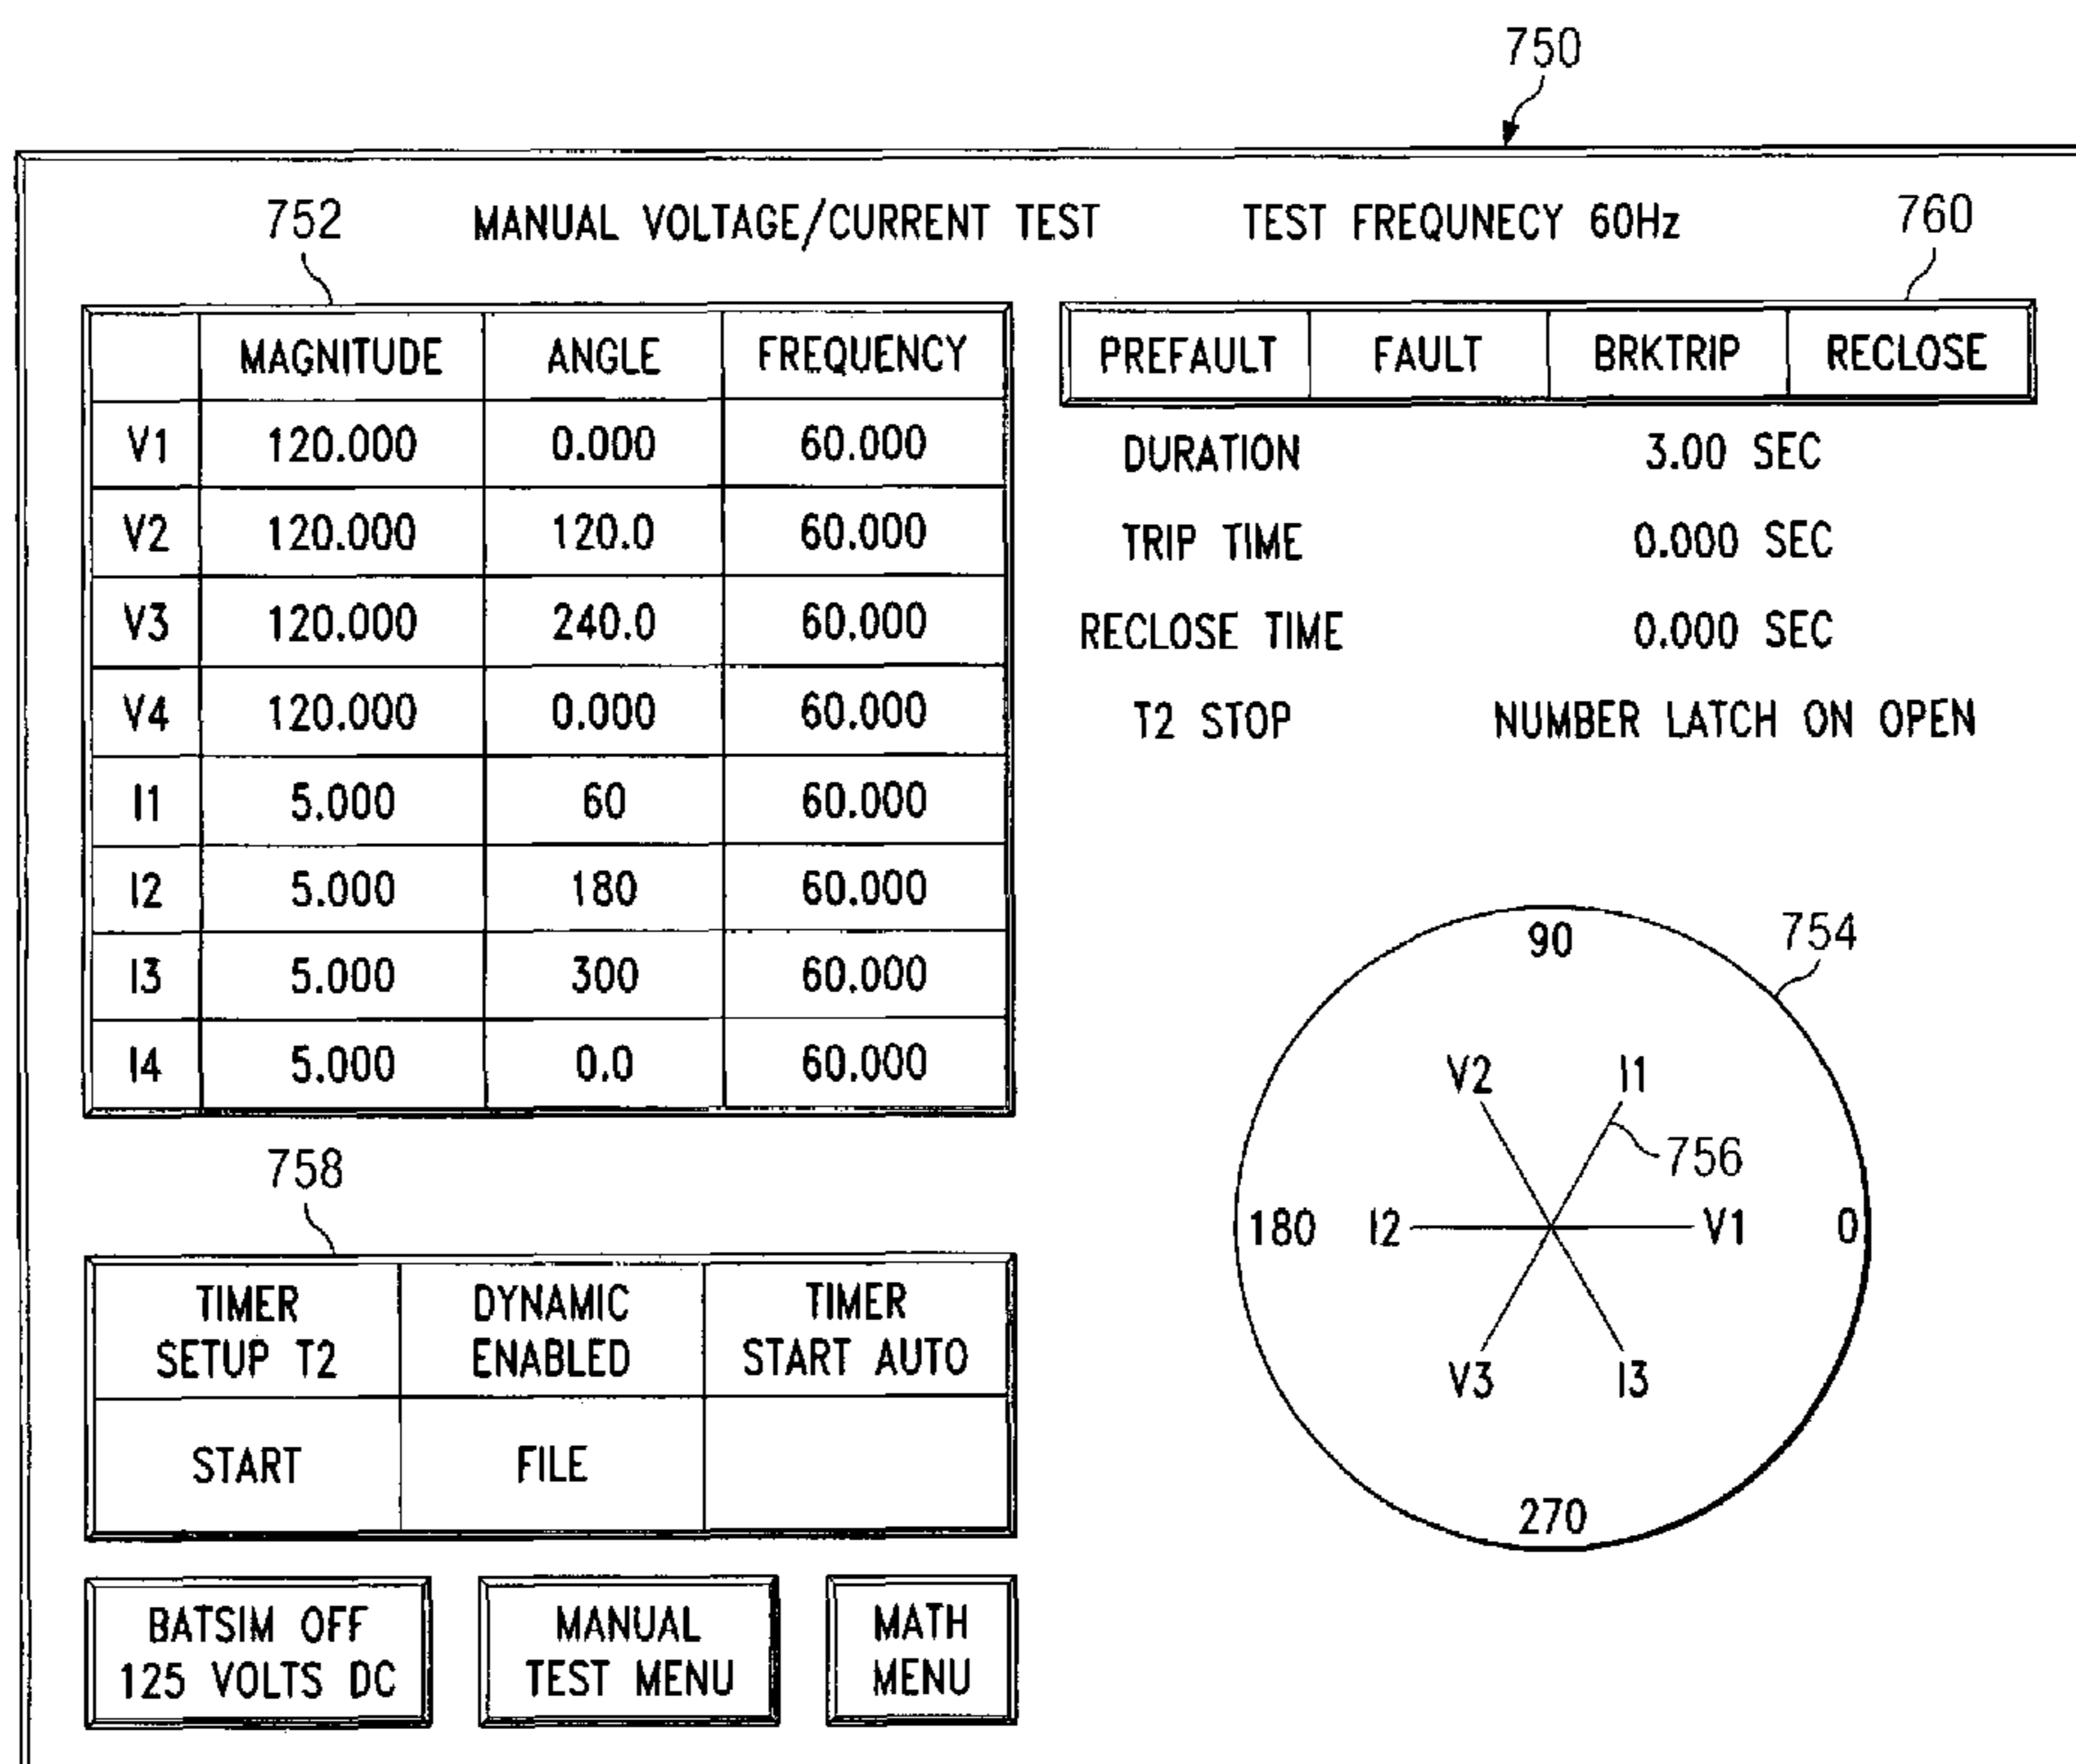 750
752
MANUAL VOLTAGE/CURRENT TEST
TEST FREQUNECY 60Hz
760
MAGNITUDE ANGLE FREQUENCY
V1 120.000 0.000 60.000
V2 120.000 120.0 60.000
V3 120.000 240.0 60.000
V4 120.000 0.000 60.000
I1 5.000 60 60.000
I2 5.000 180 60.000
I3 5.000 300 60.000
I4 5.000 0.0 60.000
PREFAULT FAULT BRKTRIP RECLOSE
DURATION 3.00 SEC
TRIP TIME 0.000 SEC
RECLOSE TIME 0.000 SEC
T2 STOP NUMBER LATCH ON OPEN
754
90
V2 I1
756
180 I2 V1 0
V3 I3
270
758
TIMER
SETUP T2
DYNAMIC
ENABLED
TIMER
START AUTO
START
FILE
BATSIM OFF
125 VOLTS DC
MANUAL
TEST MENU
MATH
MENU